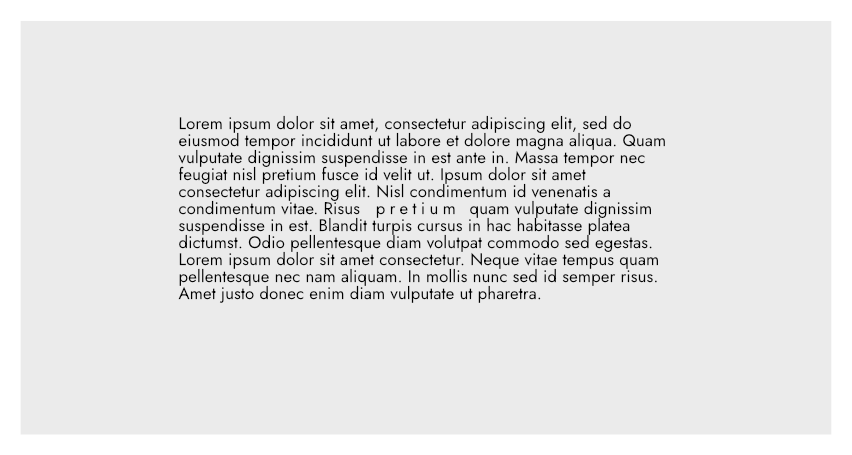 Lorem ipsum dolor sit amet, consectetur adipiscing elit, sed do
eiusmod tempor incididunt ut labore et dolore magna aliqua. Quam
vulputate dignissim suspendisse in est ante in. Massa tempor nec
feugiat nisl pretium fusce id velit ut. Ipsum dolor sit amet
consectetur adipiscing elit. Nisl condimentum id venenatis a
condimentum vitae. Risus p r e t i u m quam vulputate dignissim
suspendisse in est. Blandit turpis cursus in hac habitasse platea
dictumst. Odio pellentesque diam volutpat commodo sed egestas.
Lorem ipsum dolor sit amet consectetur. Neque vitae tempus quam
pellentesque nec nam aliquam. In mollis nunc sed id semper risus.
Amet justo donec enim diam vulputate ut pharetra.